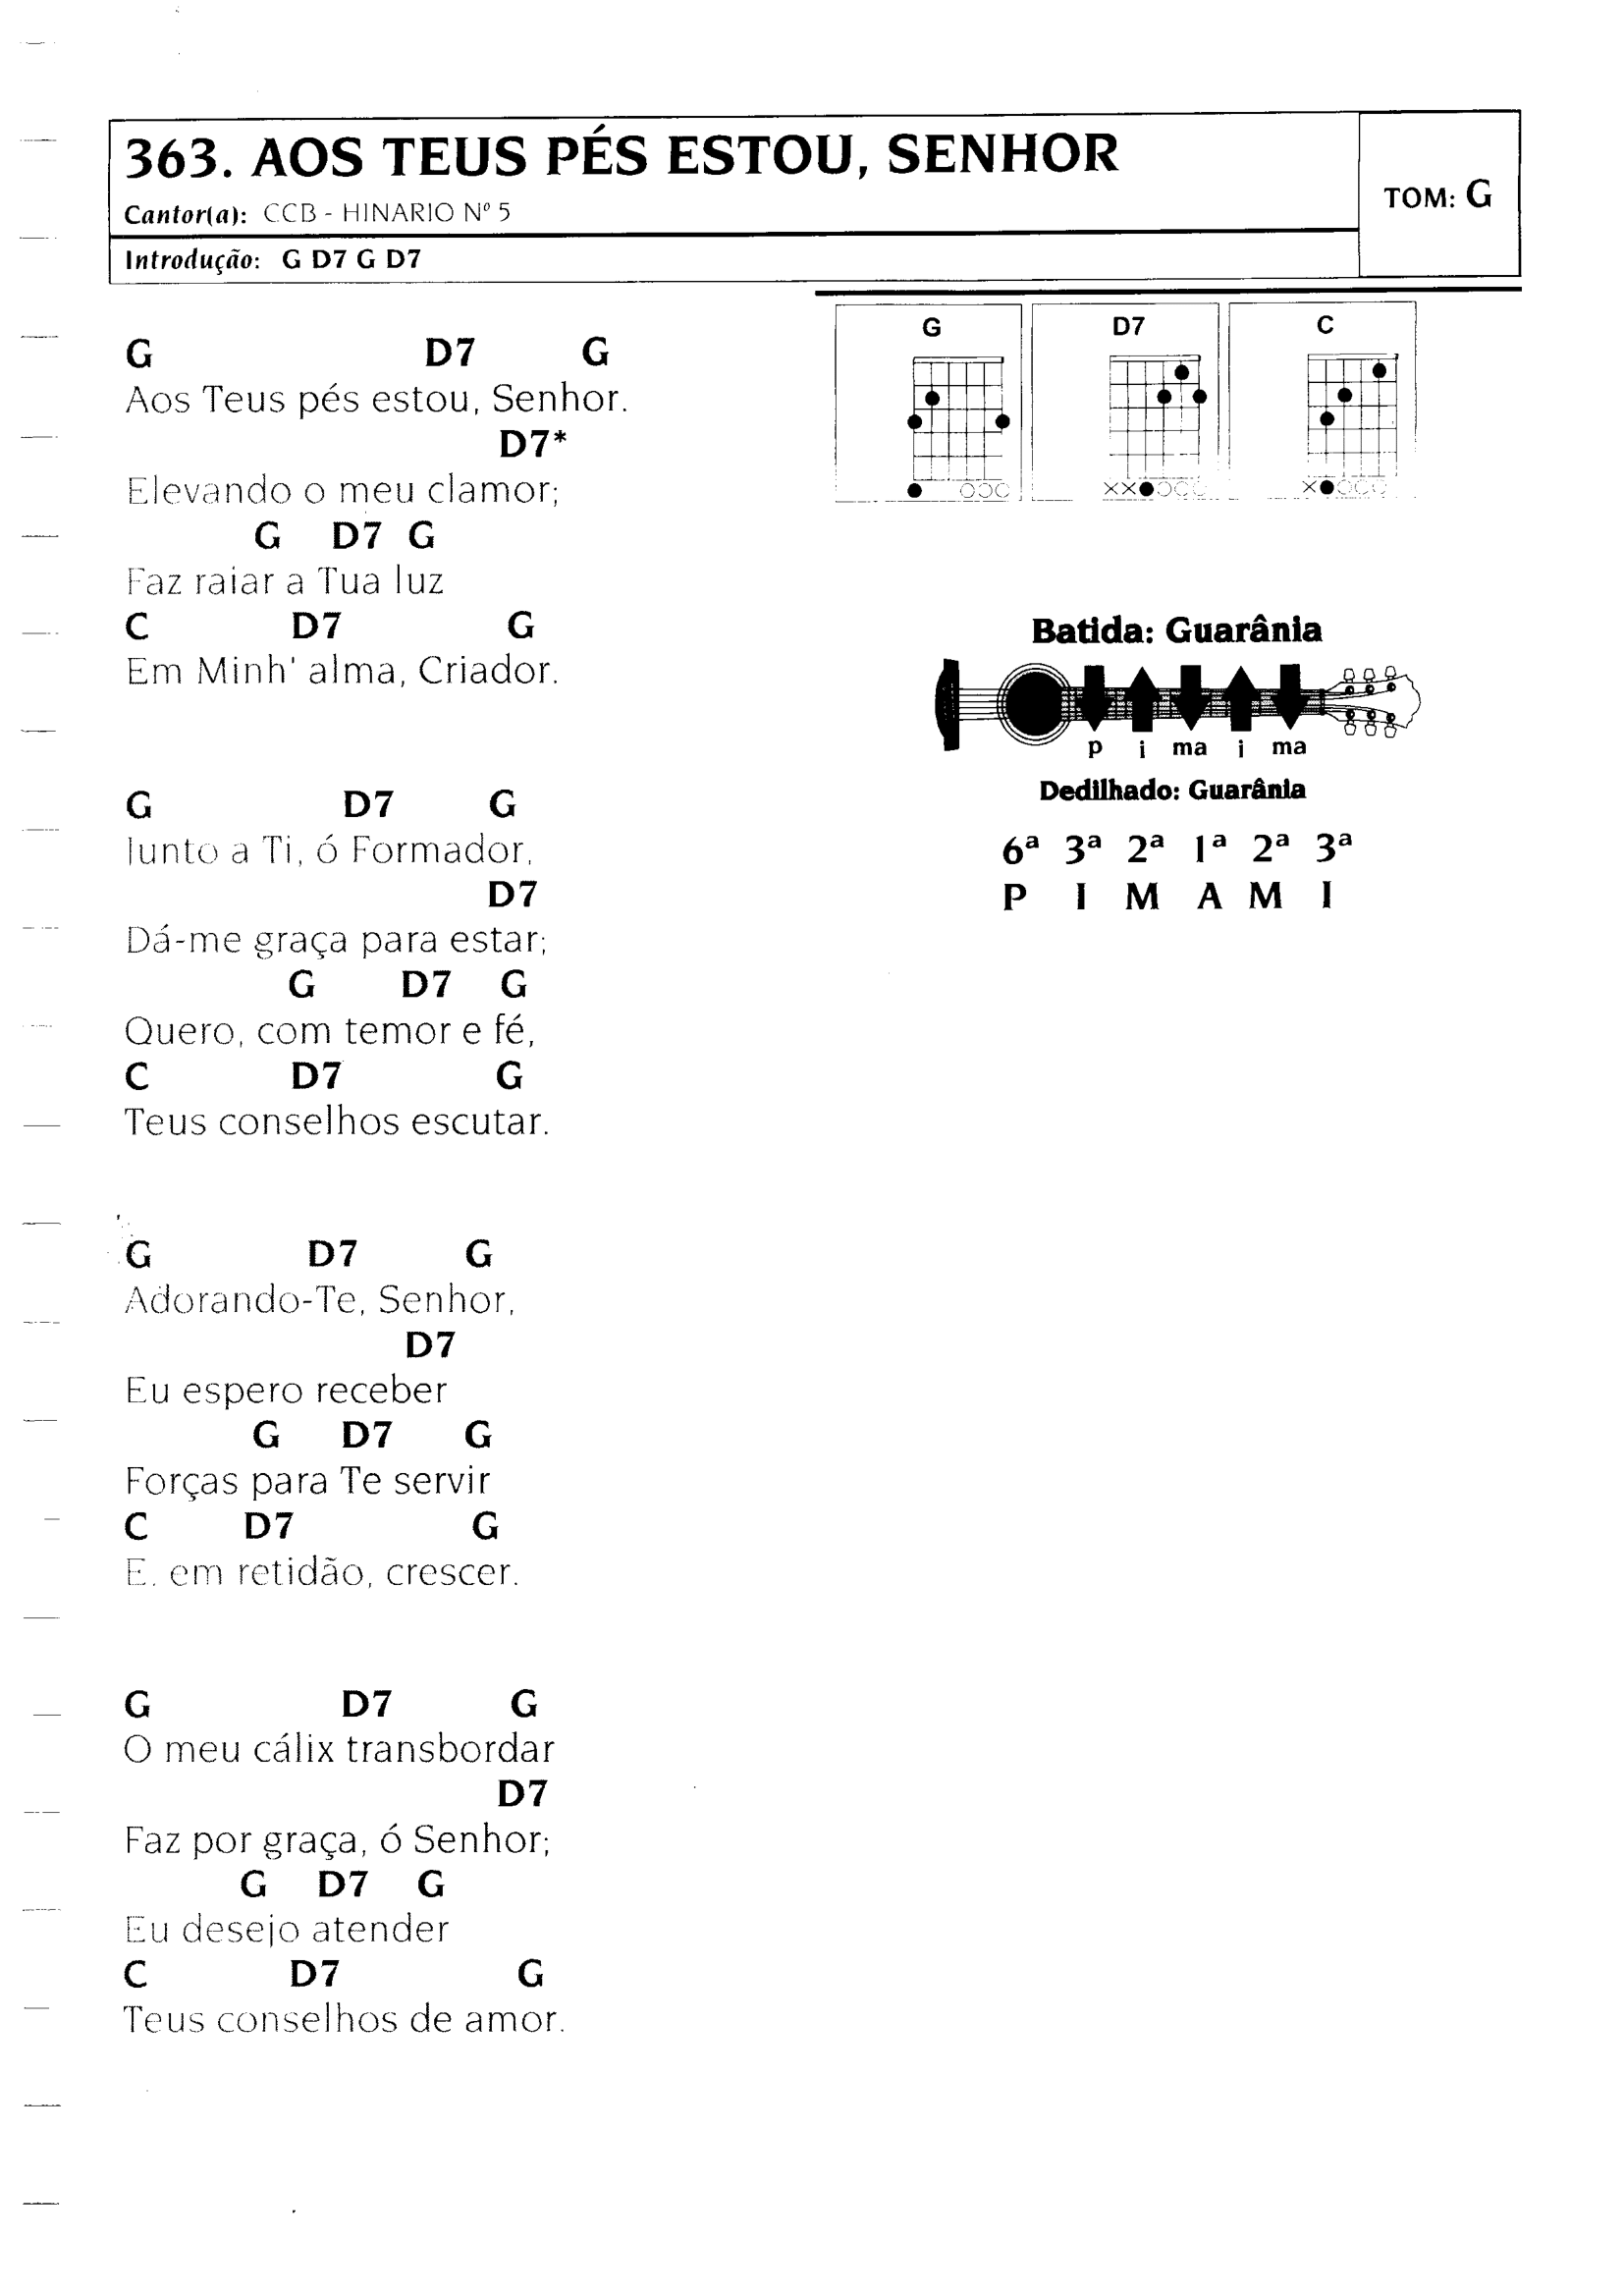 363. AOS TEUS PÉS ESTOU, SENHOR
Cantor(a): CCB - HINARIO Nº 5
TOM: G
Introdução: G D7 G D7
G D7 G
Aos Teus pés estou, Senhor.
D7*
Elevando o meu clamor;
G D7 G
Faz raiar a Tua luz
C D7 G
Em Minh' alma, Criador.
G D7 G
Junto a Ti, ó Formador,
D7
Dá-me graça para estar;
G D7 G
Quero, com temor e fé,
C D7 G
Teus conselhos escutar.
G D7 G
Adorando-Te, Senhor,
D7
Eu espero receber
G D7 G
Forças para Te servir
C D7 G
E, em retidão, crescer.
G D7 G
O meu cálix transbordar
D7
Faz por graça, ó Senhor;
G D7 G
Eu desejo atender
C D7 G
Teus conselhos de amor.
G D7 C
Batida: Guarânia
p i ma i ma
Dedilhado: Guarânia
6ª 3ª 2ª 1ª 2ª 3ª
P I M A M I